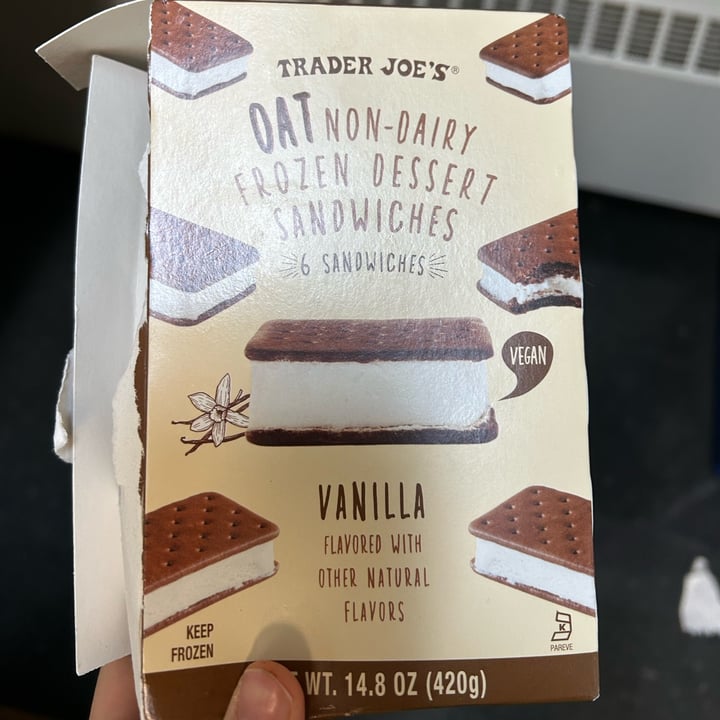 TRADER JOE'S®
OAT NON-DAIRY
FROZEN DESSERT
SANDWICHES
6 SANDWICHES
VEGAN
VANILLA
FLAVORED WITH
OTHER NATURAL
FLAVORS
KEEP
FROZEN
K
PAREVE
WT. 14.8 OZ (420g)